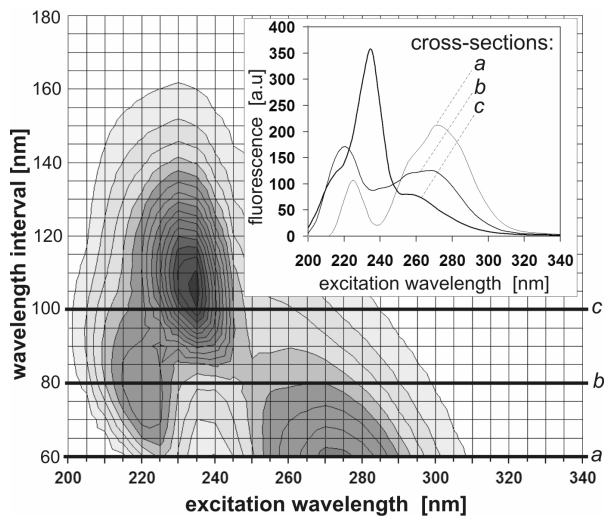 180
160
140
120
100
80
60
wavelength interval [nm]
200
220
240
260
280
300
320
340
excitation wavelength [nm]
c
b
a
400
350
300
250
200
150
100
50
0
fluorescence [a.u]
cross-sections:
a
b
c
200
220
240
260
280
300
320
340
excitation wavelength [nm]